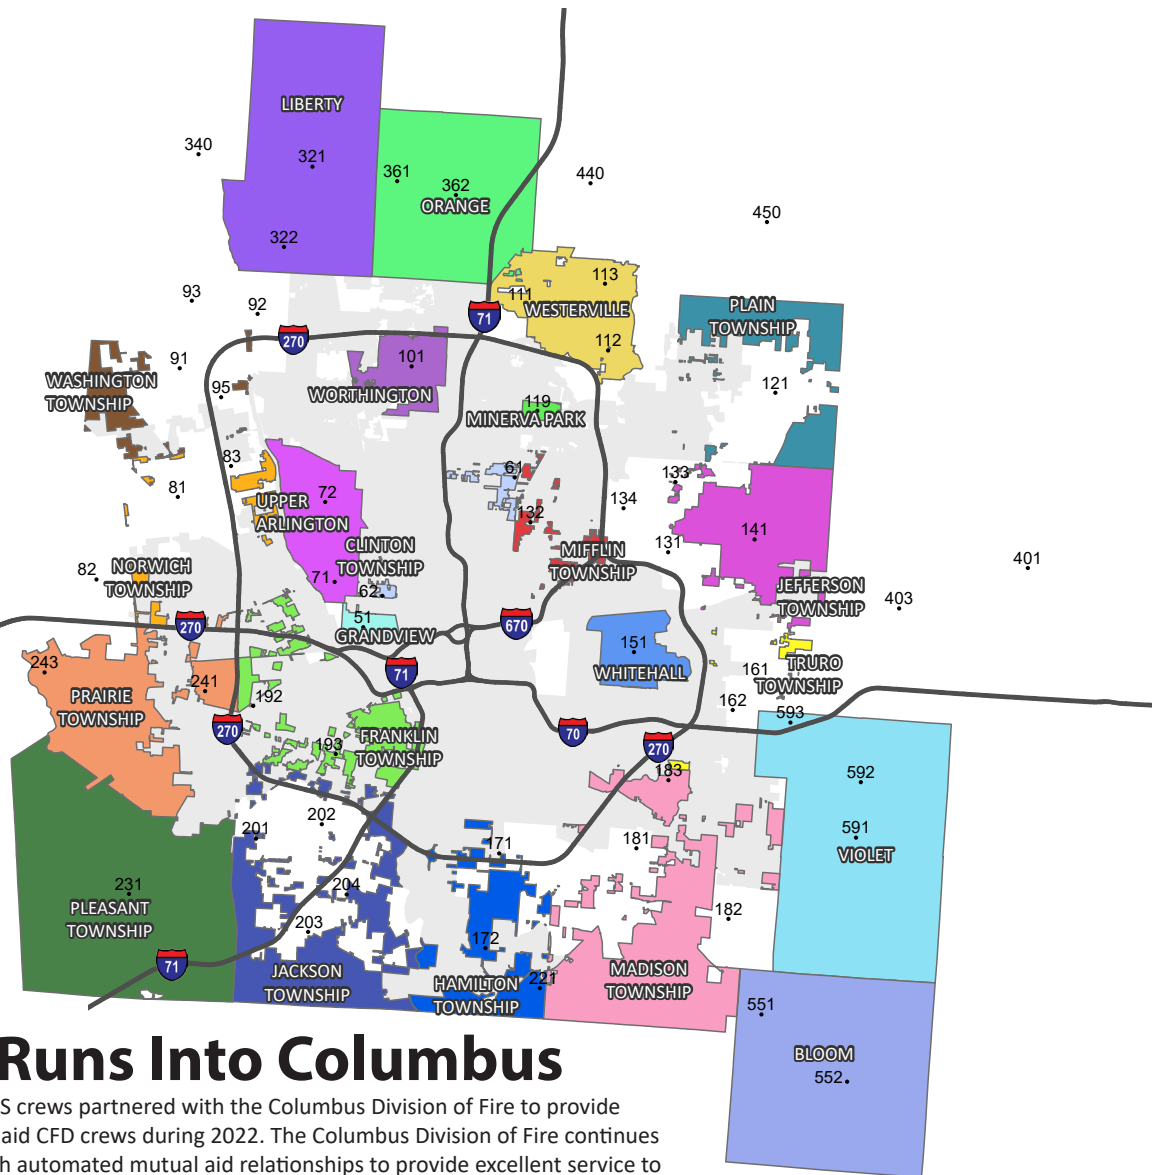 LIBERTY
340
321
361
362
ORANGE
440
450
322
93
92
113
111
WESTERVILLE
PLAIN
TOWNSHIP
71
270
112
91
101
WASHINGTON
TOWNSHIP
95
WORTHINGTON
121
119
MINERVA PARK
83
61
133
81
72
134
UPPER
ARLINGTON
132
141
CLINTON
TOWNSHIP
131
MIFFLIN
TOWNSHIP
401
82
NORWICH
TOWNSHIP
71
62
JEFFERSON
TOWNSHIP
403
51
GRANDVIEW
270
670
151
WHITEHALL
243
71
161
TRURO
TOWNSHIP
241
192
PRAIRIE
TOWNSHIP
162
593
270
193
FRANKLIN
TOWNSHIP
70
270
183
592
202
201
171
181
591
VIOLET
231
204
PLEASANT
TOWNSHIP
203
182
172
71
JACKSON
TOWNSHIP
HAMILTON
TOWNSHIP
221
MADISON
TOWNSHIP
551
BLOOM
552
Runs Into Columbus
S crews partnered with the Columbus Division of Fire to provide
aid CFD crews during 2022. The Columbus Division of Fire continues
h automated mutual aid relationships to provide excellent service to